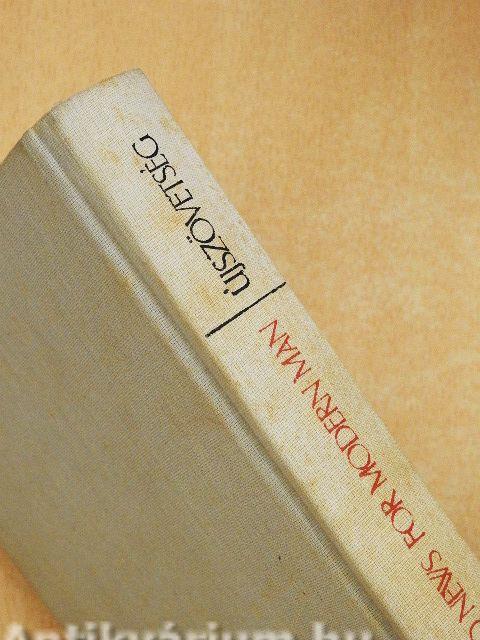 ÚJSZÖVETSÉG
D NEWS FOR MODERN MAN
Antikvárium.hu